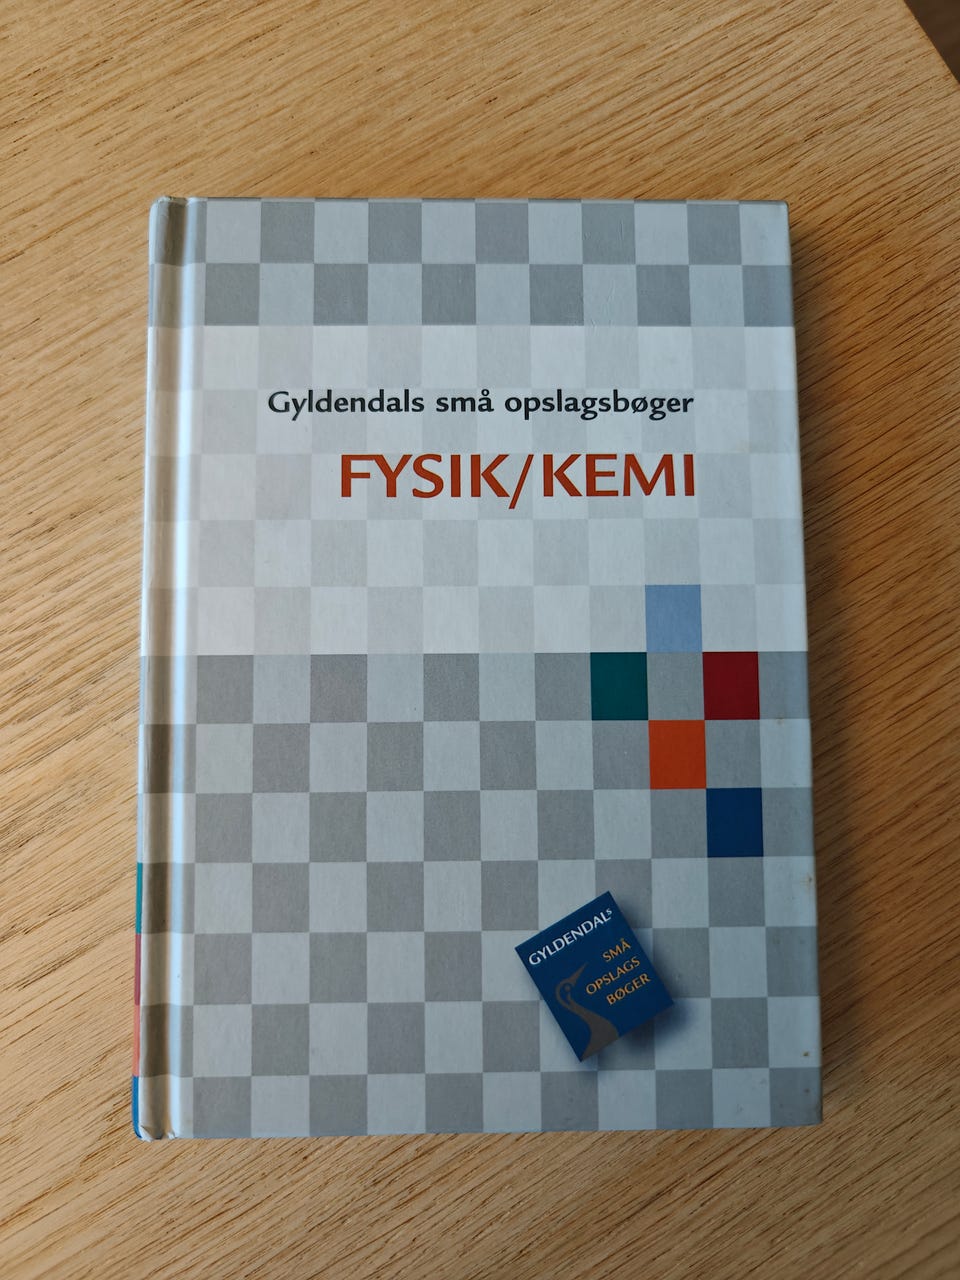 Gyldendals små opslagsbøger
FYSIK/KEMI
GYLDENDALs
SMÅ
OPSLAGS
BØGER